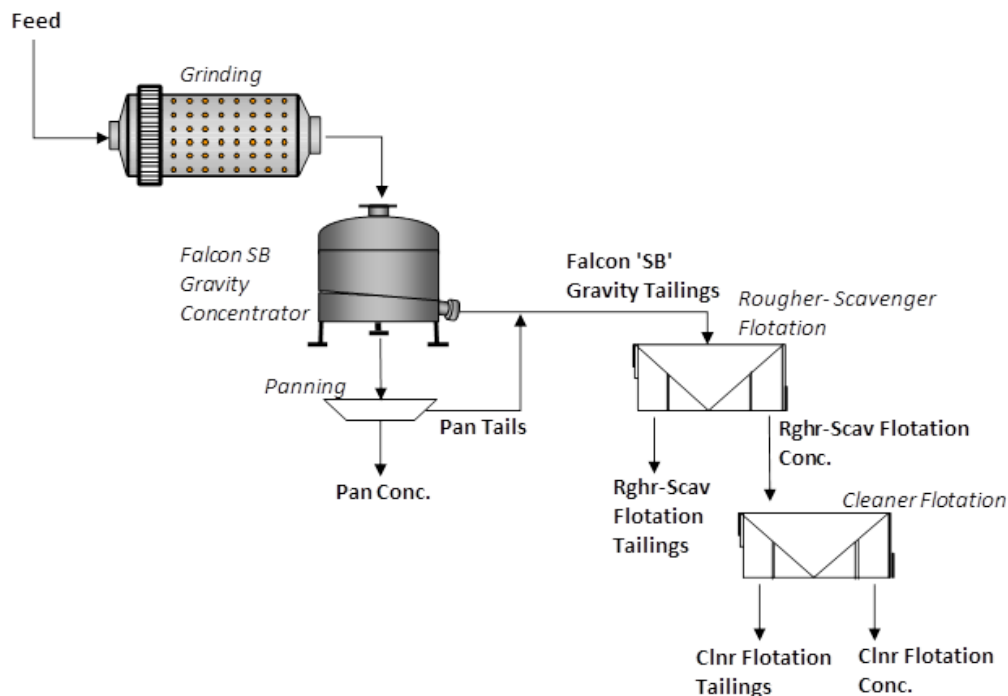 Feed
Grinding
Falcon SB
Gravity
Concentrator
Falcon 'SB'
Gravity Tailings
Rougher- Scavenger
Flotation
Panning
Pan Tails
Pan Conc.
Rghr-Scav Flotation
Conc.
Rghr-Scav
Flotation
Tailings
Cleaner Flotation
Clnr Flotation
Tailings
Clnr Flotation
Conc.